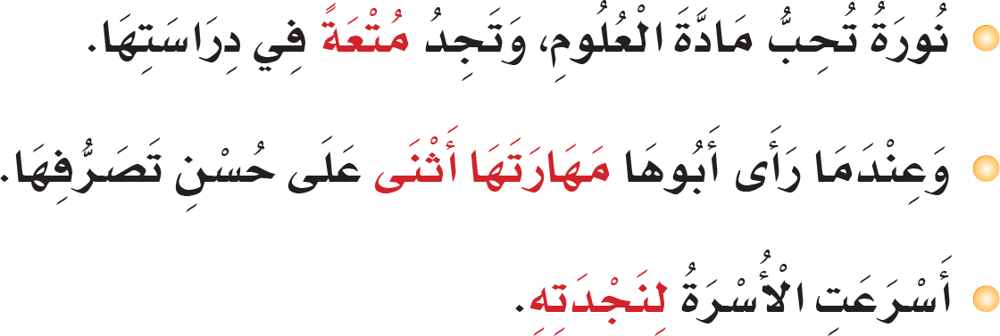 نُورَةُ تُحِبُّ مَادَّةَ الْعُلُومِ، وَتَجِدُ مُتْعَةً فِي دِرَاسَتِهَا.
وَعِنْدَمَا رَأَى أَبُوهَا مَهَارَتَهَا أَثْنَى عَلَى حُسْنِ تَصَرُّفِهَا.
أَسْرَعَتِ الْأُسْرَةُ لِنَجْدَتِهِ.